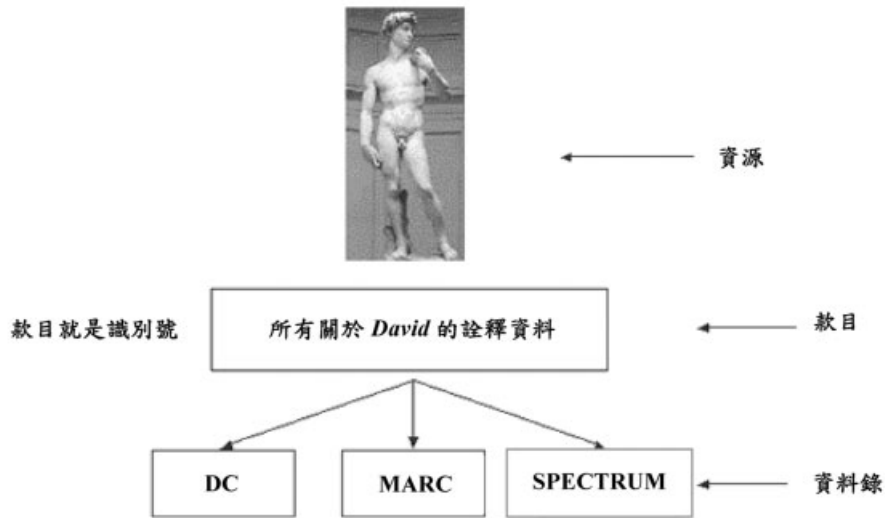 資源
款目就是識別號
所有關於 David 的詮釋資料
款目
DC
MARC
SPECTRUM
資料錄